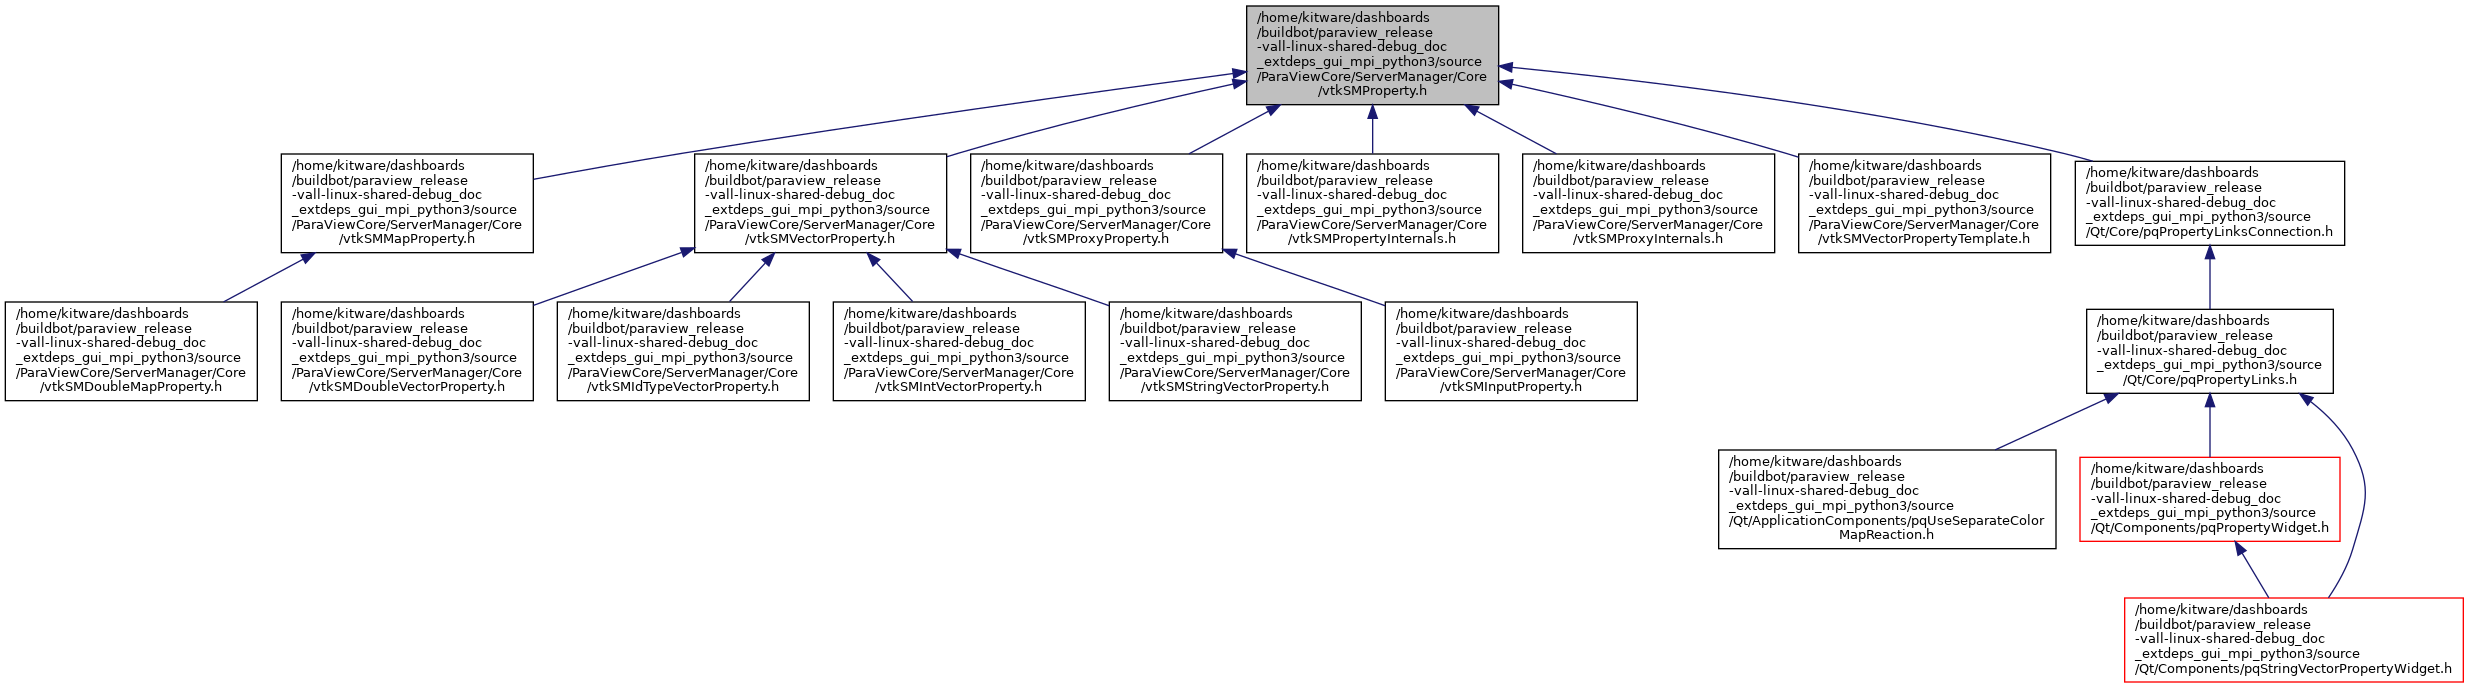 /home/kitware/dashboards
/buildbot/paraview_release
-vall-linux-shared-debug_doc
_extdeps_gui_mpi_python3/source
/ParaViewCore/ServerManager/Core
/vtkSMProperty.h
/home/kitware/dashboards
/buildbot/paraview_release
-vall-linux-shared-debug_doc
_extdeps_gui_mpi_python3/source
/ParaViewCore/ServerManager/Core
/vtkSMMapProperty.h
/home/kitware/dashboards
/buildbot/paraview_release
-vall-linux-shared-debug_doc
_extdeps_gui_mpi_python3/source
/ParaViewCore/ServerManager/Core
/vtkSMVectorProperty.h
/home/kitware/dashboards
/buildbot/paraview_release
-vall-linux-shared-debug_doc
_extdeps_gui_mpi_python3/source
/ParaViewCore/ServerManager/Core
/vtkSMProxyProperty.h
/home/kitware/dashboards
/buildbot/paraview_release
-vall-linux-shared-debug_doc
_extdeps_gui_mpi_python3/source
/ParaViewCore/ServerManager/Core
/vtkSMPropertyInternals.h
/home/kitware/dashboards
/buildbot/paraview_release
-vall-linux-shared-debug_doc
_extdeps_gui_mpi_python3/source
/ParaViewCore/ServerManager/Core
/vtkSMProxyInternals.h
/home/kitware/dashboards
/buildbot/paraview_release
-vall-linux-shared-debug_doc
_extdeps_gui_mpi_python3/source
/ParaViewCore/ServerManager/Core
/vtkSMVectorPropertyTemplate.h
/home/kitware/dashboards
/buildbot/paraview_release
-vall-linux-shared-debug_doc
_extdeps_gui_mpi_python3/source
/Qt/Core/pqPropertyLinksConnection.h
/home/kitware/dashboards
/buildbot/paraview_release
-vall-linux-shared-debug_doc
_extdeps_gui_mpi_python3/source
/ParaViewCore/ServerManager/Core
/vtkSMDoubleMapProperty.h
/home/kitware/dashboards
/buildbot/paraview_release
-vall-linux-shared-debug_doc
_extdeps_gui_mpi_python3/source
/ParaViewCore/ServerManager/Core
/vtkSMDoubleVectorProperty.h
/home/kitware/dashboards
/buildbot/paraview_release
-vall-linux-shared-debug_doc
_extdeps_gui_mpi_python3/source
/ParaViewCore/ServerManager/Core
/vtkSMIdTypeVectorProperty.h
/home/kitware/dashboards
/buildbot/paraview_release
-vall-linux-shared-debug_doc
_extdeps_gui_mpi_python3/source
/ParaViewCore/ServerManager/Core
/vtkSMIntVectorProperty.h
/home/kitware/dashboards
/buildbot/paraview_release
-vall-linux-shared-debug_doc
_extdeps_gui_mpi_python3/source
/ParaViewCore/ServerManager/Core
/vtkSMStringVectorProperty.h
/home/kitware/dashboards
/buildbot/paraview_release
-vall-linux-shared-debug_doc
_extdeps_gui_mpi_python3/source
/ParaViewCore/ServerManager/Core
/vtkSMInputProperty.h
/home/kitware/dashboards
/buildbot/paraview_release
-vall-linux-shared-debug_doc
_extdeps_gui_mpi_python3/source
/Qt/Core/pqPropertyLinks.h
/home/kitware/dashboards
/buildbot/paraview_release
-vall-linux-shared-debug_doc
_extdeps_gui_mpi_python3/source
/Qt/ApplicationComponents/pqUseSeparateColor
MapReaction.h
/home/kitware/dashboards
/buildbot/paraview_release
-vall-linux-shared-debug_doc
_extdeps_gui_mpi_python3/source
/Qt/Components/pqPropertyWidget.h
/home/kitware/dashboards
/buildbot/paraview_release
-vall-linux-shared-debug_doc
_extdeps_gui_mpi_python3/source
/Qt/Components/pqStringVectorPropertyWidget.h